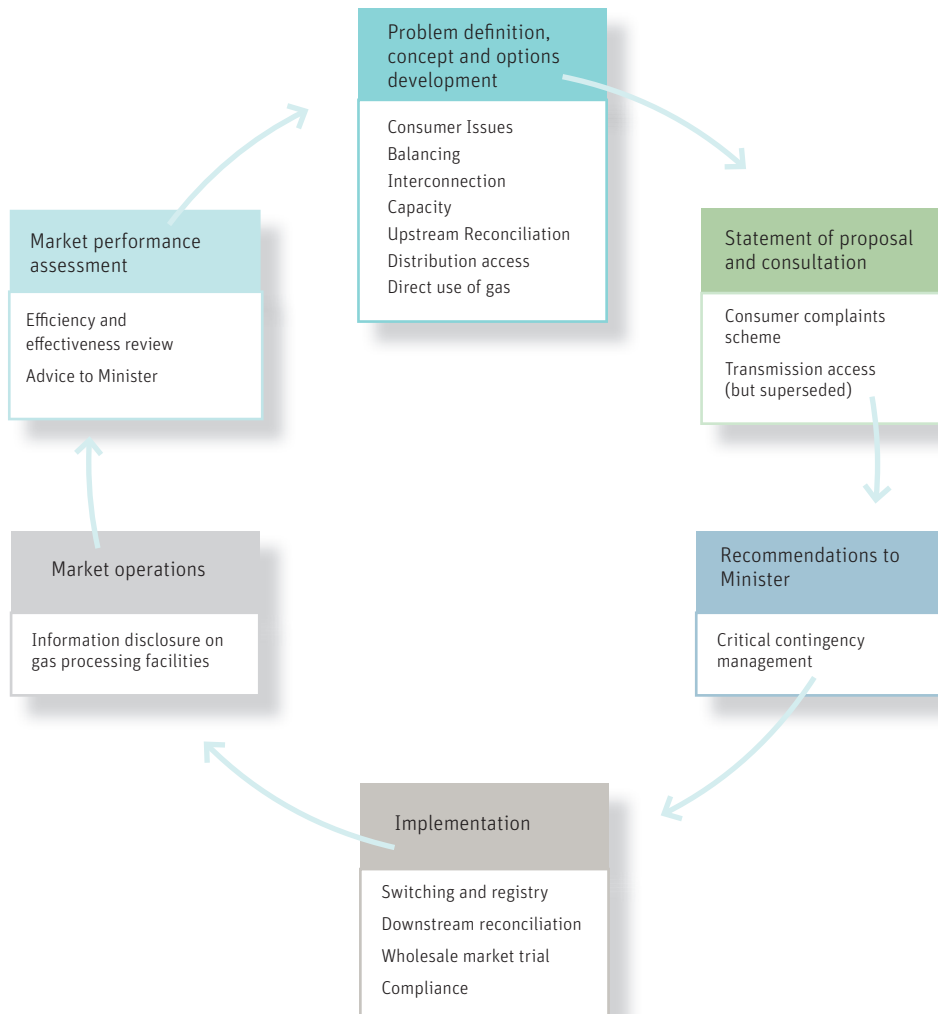 Problem definition,
concept and options
development
Consumer Issues
Balancing
Interconnection
Capacity
Upstream Reconciliation
Distribution access
Direct use of gas
Statement of proposal
and consultation
Consumer complaints
scheme
Transmission access
(but superseded)
Recommendations to
Minister
Critical contingency
management
Implementation
Switching and registry
Downstream reconciliation
Wholesale market trial
Compliance
Market operations
Information disclosure on
gas processing facilities
Market performance
assessment
Efficiency and
effectiveness review
Advice to Minister